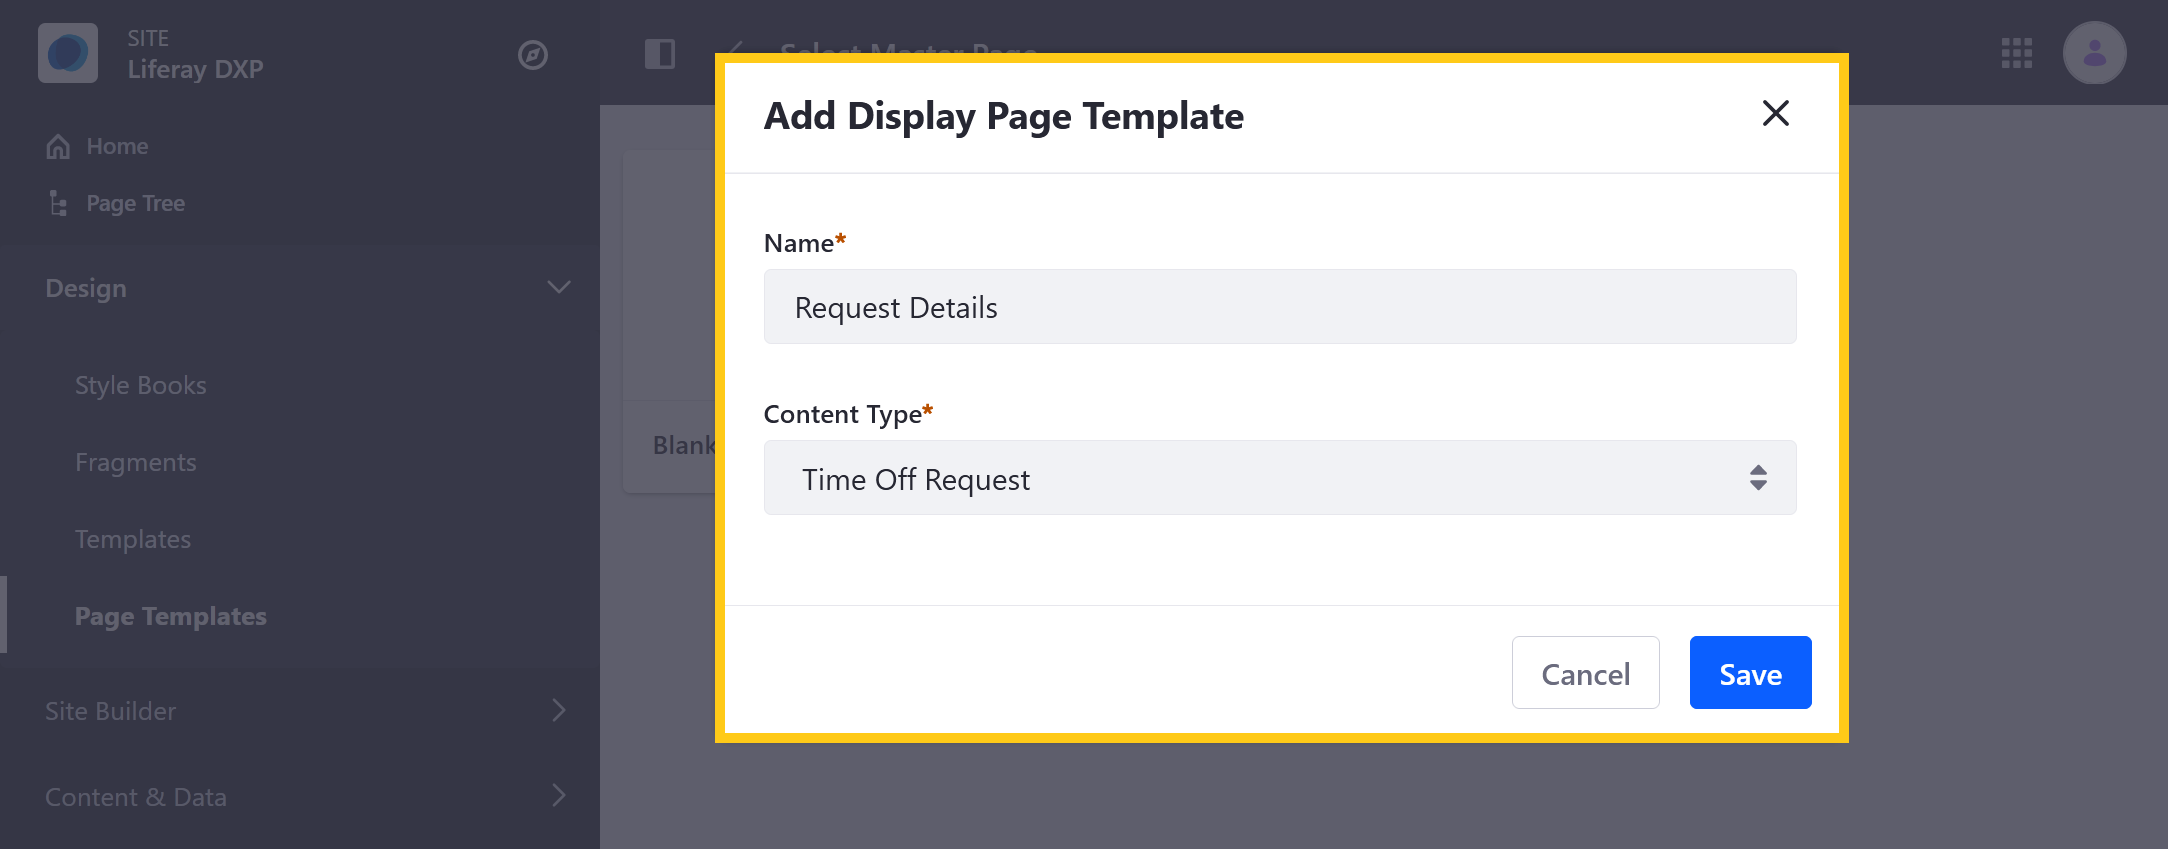 SITE
Liferay DXP
Home
Page Tree
Design
Style Books
Fragments
Templates
Page Templates
Site Builder
Content & Data
Select Master Page
Blank
Add Display Page Template
Name*
Request Details
Content Type*
Time Off Request
Cancel
Save